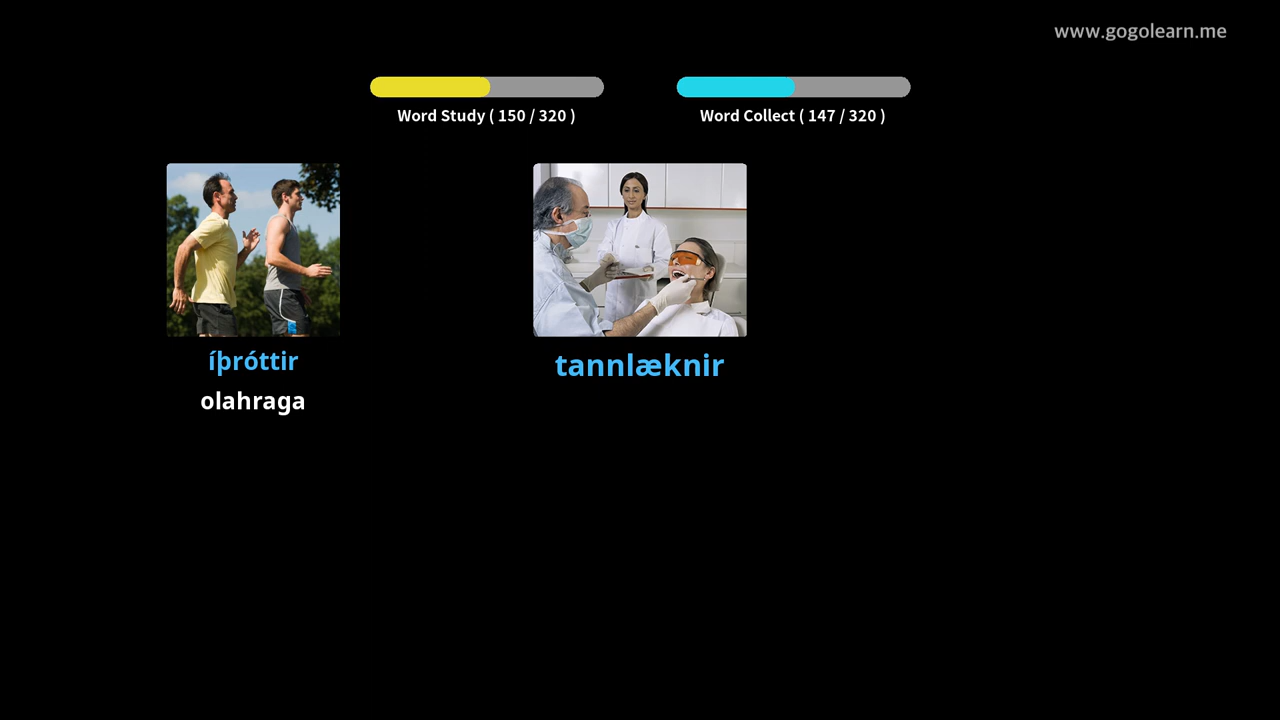 www.gogolearn.me
Word Study ( 150 / 320 )
Word Collect ( 147 / 320 )
íþróttir
olahraga
tannlæknir